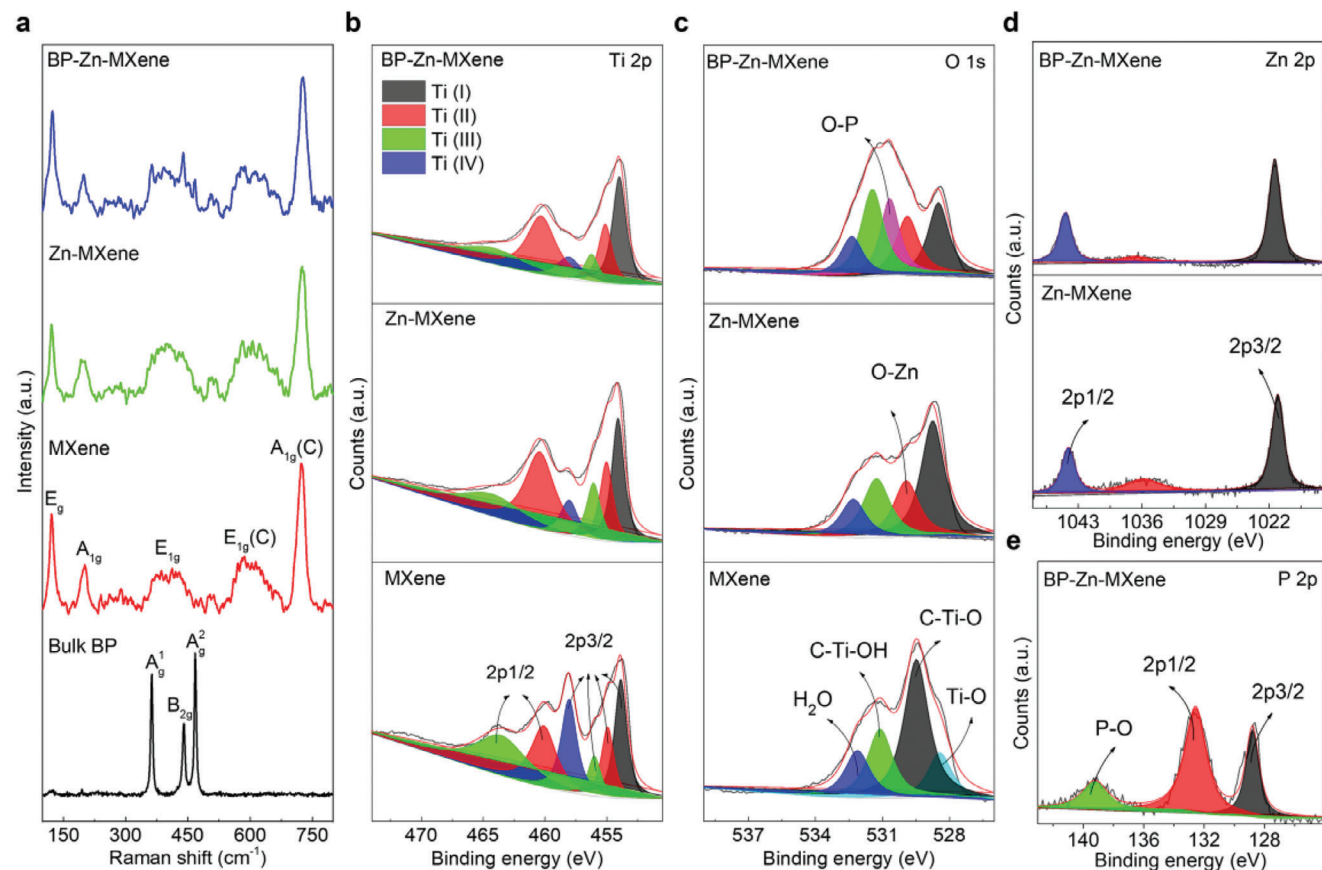 a
BP-Zn-MXene
Zn-MXene
MXene
A1g(C)
Eg
A1g
E1g
E1g(C)
Bulk BP
A1g
B2g
A2g
Intensity (a.u.)
150 300 450 600 750
Raman shift (cm-1)
b
BP-Zn-MXene Ti 2p
Ti (I)
Ti (II)
Ti (III)
Ti (IV)
Zn-MXene
MXene
2p1/2
2p3/2
Counts (a.u.)
470 465 460 455
Binding energy (eV)
c
BP-Zn-MXene O 1s
O-P
Zn-MXene
O-Zn
MXene
C-Ti-O
C-Ti-OH
H2O
Ti-O
Counts (a.u.)
537 534 531 528
Binding energy (eV)
d
BP-Zn-MXene Zn 2p
Zn-MXene
2p3/2
2p1/2
Counts (a.u.)
1043 1036 1029 1022
Binding energy (eV)
e
BP-Zn-MXene P 2p
2p1/2
2p3/2
P-O
Counts (a.u.)
140 136 132 128
Binding energy (eV)